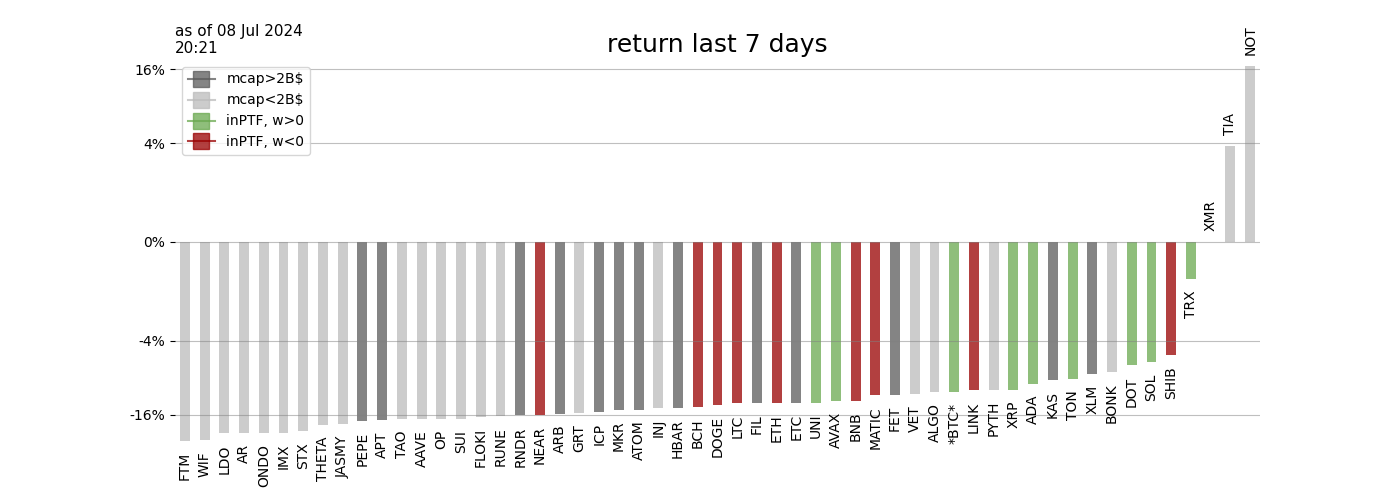 as of 08 Jul 2024
20:21
return last 7 days
16%
4%
0%
-4%
-16%
mcap>2B$
mcap<2B$
inPTF, w>0
inPTF, w<0
FTM
WIF
LDO
AR
ONDO
IMX
STX
THETA
JASMY
PEPE
APT
TAO
AAVE
OP
SUI
FLOKI
RUNE
RNDR
NEAR
ARB
GRT
ICP
MKR
ATOM
INJ
HBAR
BCH
DOGE
LTC
FIL
ETH
ETC
UNI
AVAX
BNB
MATIC
FET
VET
ALGO
*BTC*
LINK
PYTH
XRP
ADA
KAS
TON
XLM
BONK
DOT
SOL
SHIB
TRX
XMR
TIA
NOT